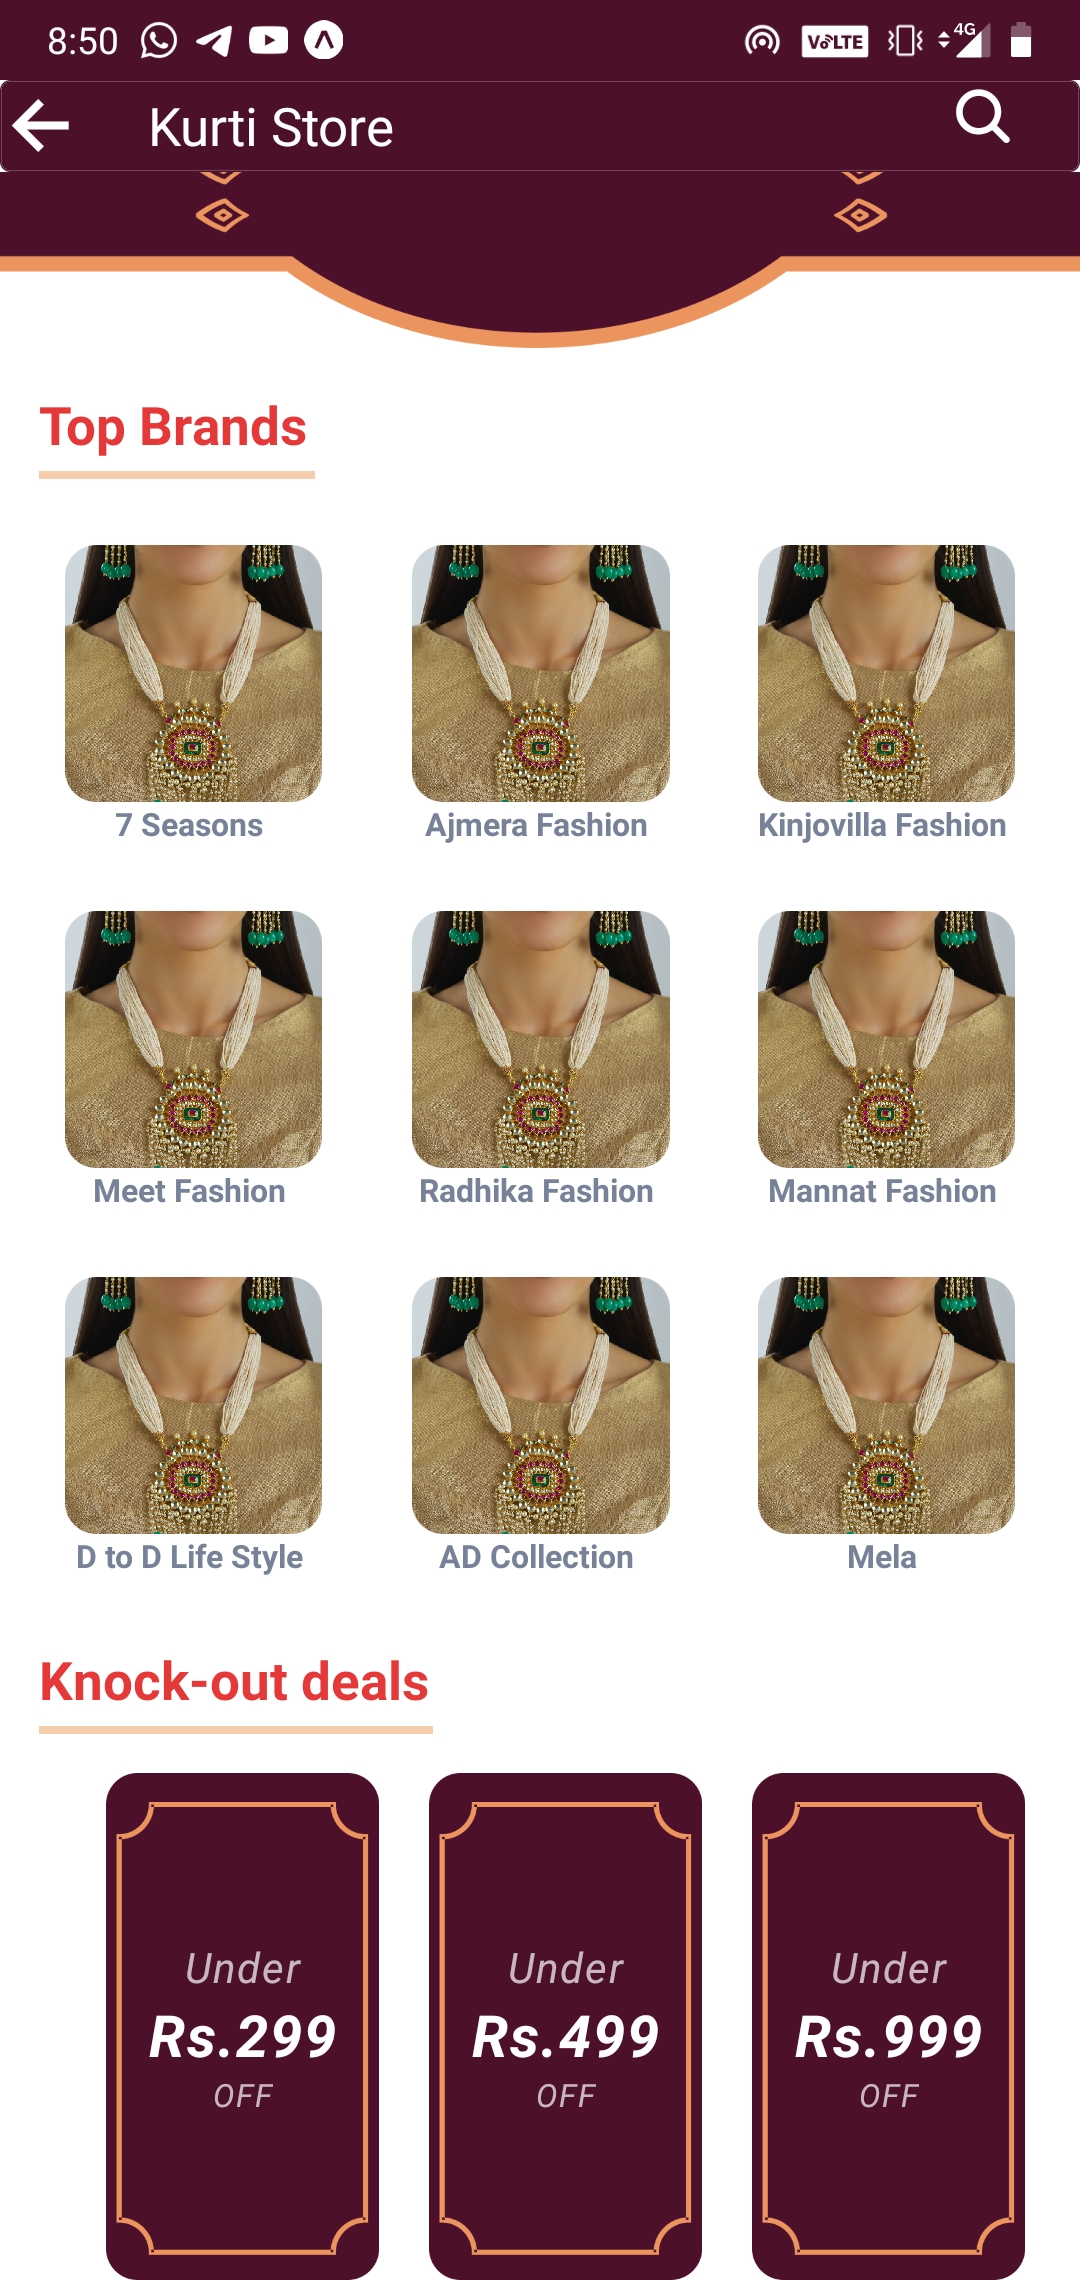 8:50
VoLTE
4G
Kurti Store
Top Brands
7 Seasons
Ajmera Fashion
Kinjovilla Fashion
Meet Fashion
Radhika Fashion
Mannat Fashion
D to D Life Style
AD Collection
Mela
Knock-out deals
Under
Rs.299
OFF
Under
Rs.499
OFF
Under
Rs.999
OFF